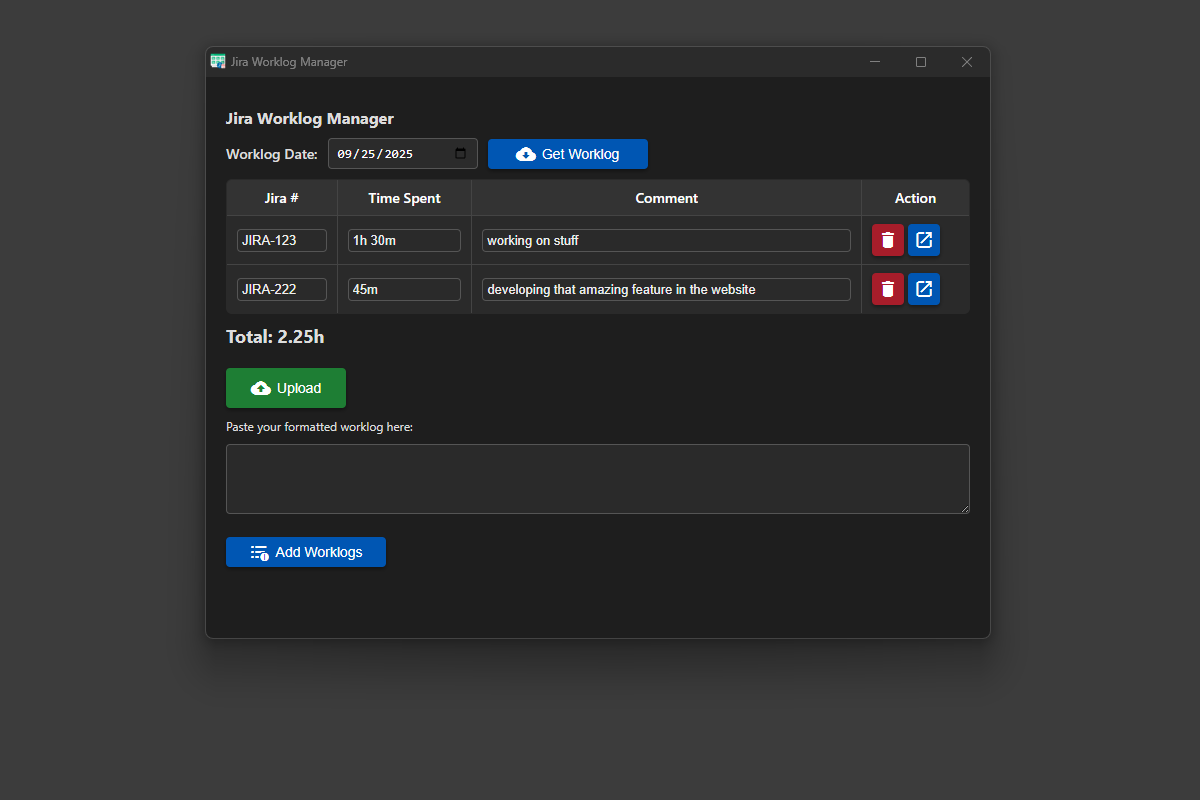 Jira Worklog Manager
Jira Worklog Manager
Worklog Date: 09/25/2025 Get Worklog
Jira # Time Spent Comment Action
JIRA-123 1h 30m working on stuff
JIRA-222 45m developing that amazing feature in the website
Total: 2.25h
Upload
Paste your formatted worklog here:
Add Worklogs